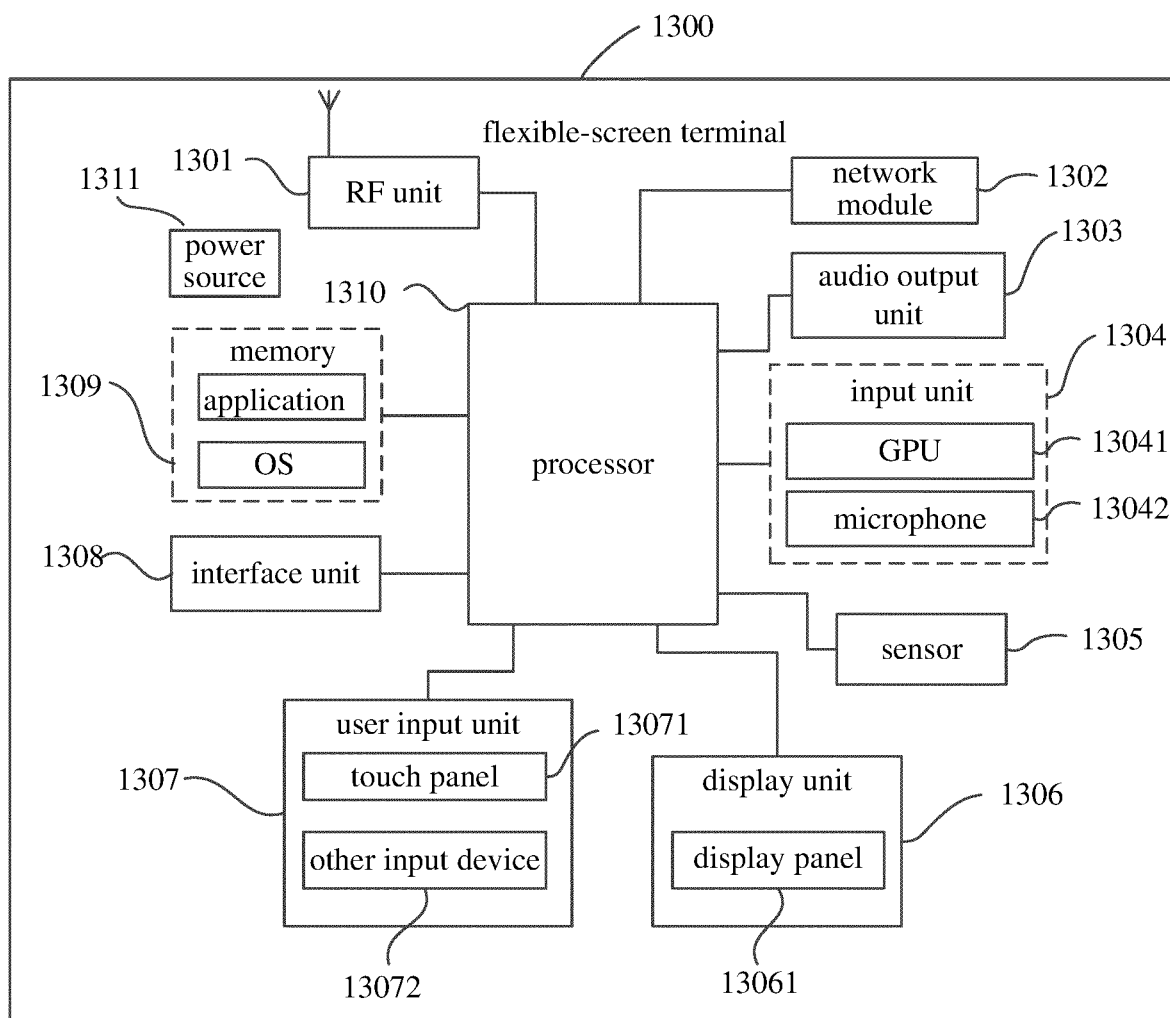 1300
flexible-screen terminal
1301
RF unit
network
module
1302
1311
power
source
1303
audio output
unit
1310
1304
memory
application
OS
1309
input unit
GPU
13041
microphone
13042
processor
1308
interface unit
sensor
1305
user input unit
13071
touch panel
1307
other input device
13072
display unit
1306
display panel
13061